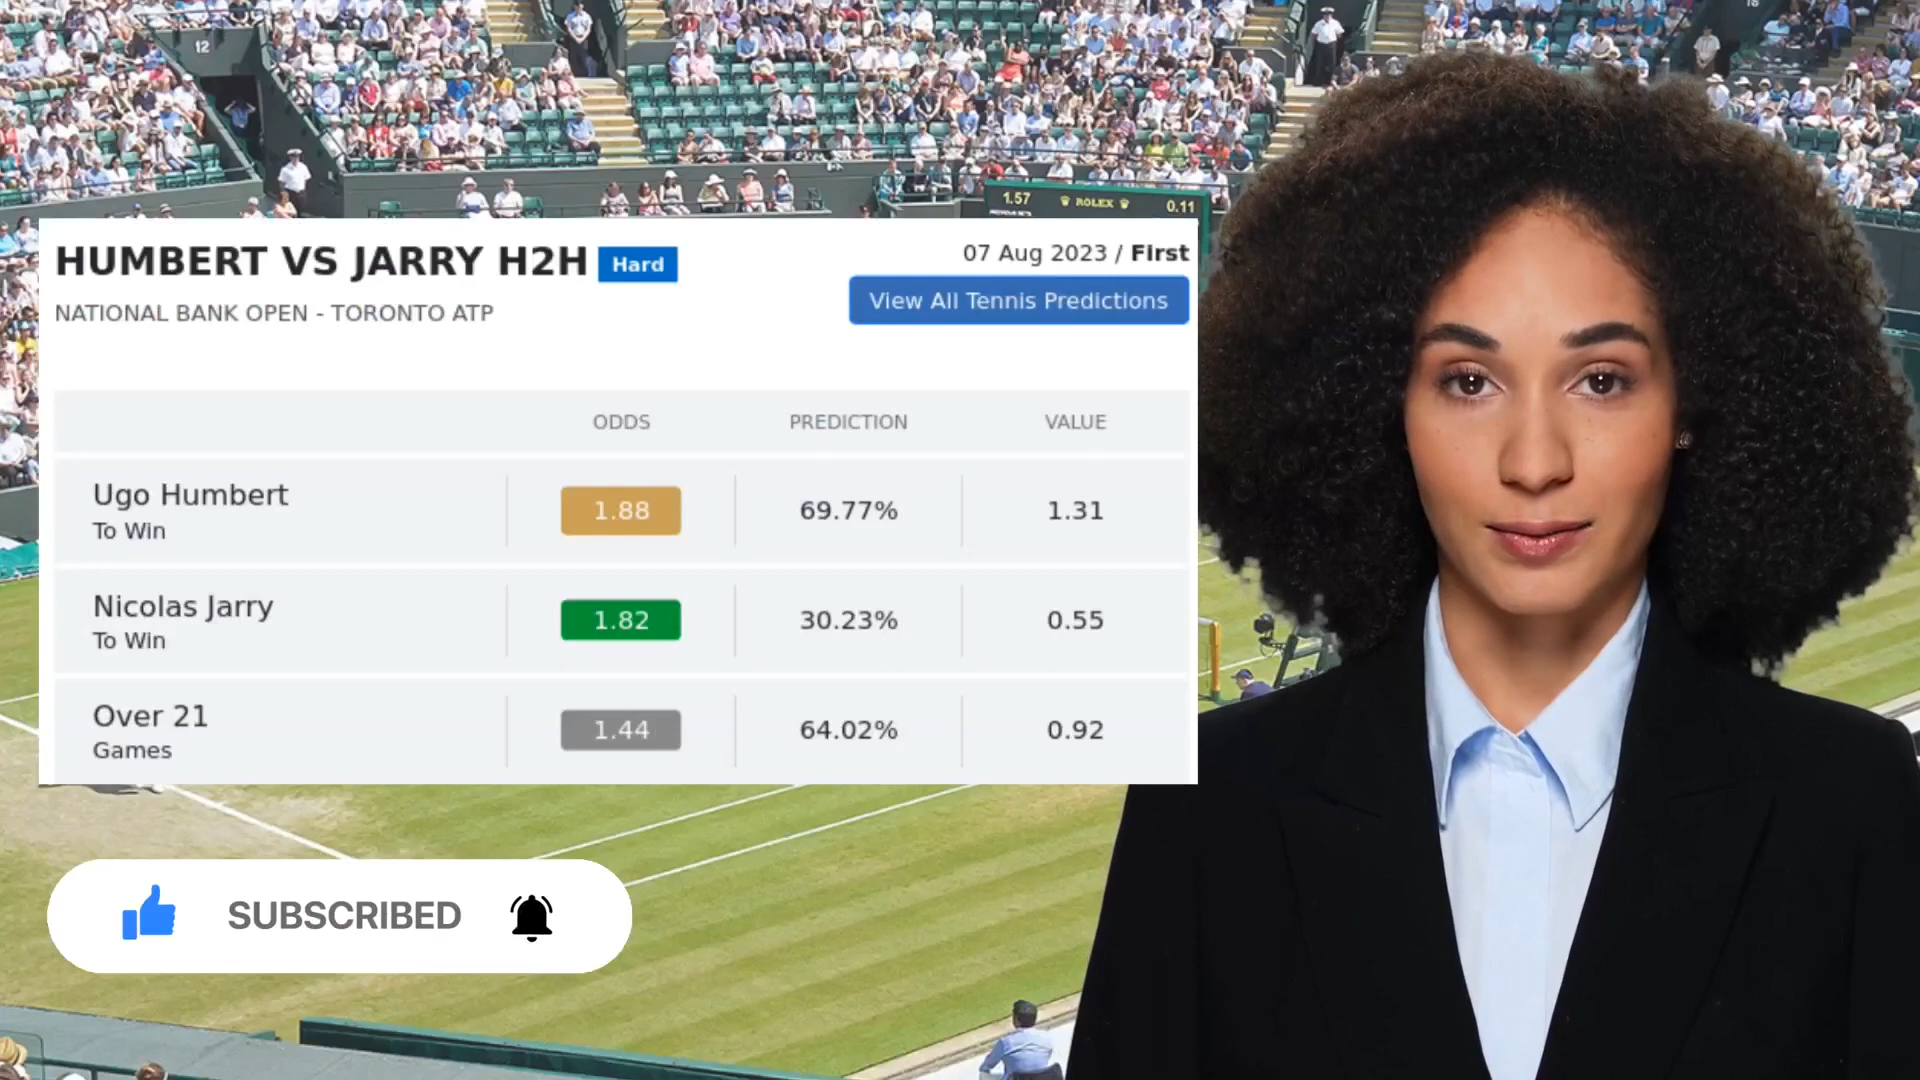 12
18
1.57 ROLEX 0.11
HUMBERT VS JARRY H2H Hard
07 Aug 2023 / First
NATIONAL BANK OPEN - TORONTO ATP
View All Tennis Predictions
ODDS PREDICTION VALUE
Ugo Humbert
To Win
1.88 69.77% 1.31
Nicolas Jarry
To Win
1.82 30.23% 0.55
Over 21
Games
1.44 64.02% 0.92
SUBSCRIBED